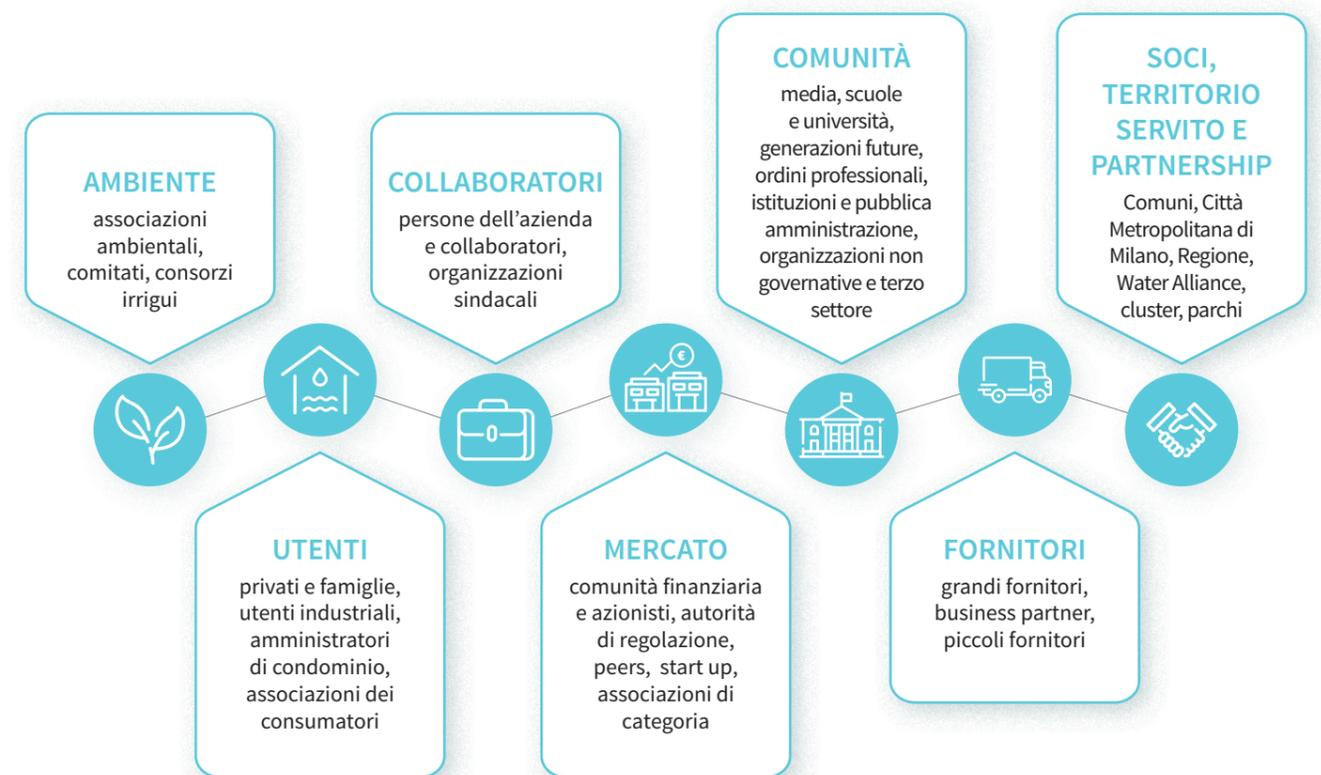 AMBIENTE
associazioni
ambientali,
comitati, consorzi
irrigui
UTENTI
privati e famiglie,
utenti industriali,
amministratori
di condominio,
associazioni dei
consumatori
COLLABORATORI
persone dell’azienda
e collaboratori,
organizzazioni
sindacali
MERCATO
comunità finanziaria
e azionisti, autorità
di regolazione,
peers, start up,
associazioni di
categoria
€
COMUNITÀ
media, scuole
e università,
generazioni future,
ordini professionali,
istituzioni e pubblica
amministrazione,
organizzazioni non
governative e terzo
settore
FORNITORI
grandi fornitori,
business partner,
piccoli fornitori
SOCI,
TERRITORIO
SERVITO E
PARTNERSHIP
Comuni, Città
Metropolitana di
Milano, Regione,
Water Alliance,
cluster, parchi